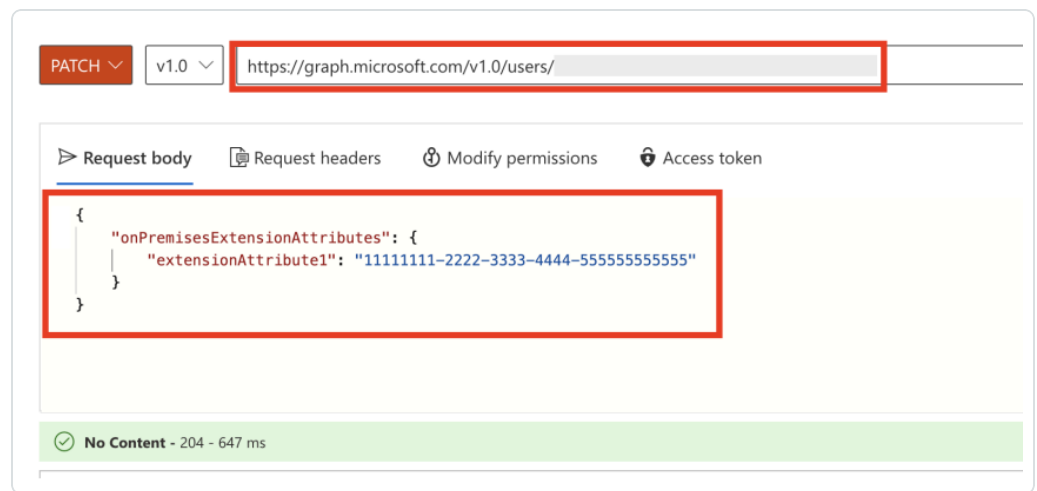 PATCH v1.0 https://graph.microsoft.com/v1.0/users/
Request body Request headers Modify permissions Access token
{
"onPremisesExtensionAttributes": {
"extensionAttribute1": "11111111-2222-3333-4444-555555555555"
}
}
No Content - 204 - 647 ms